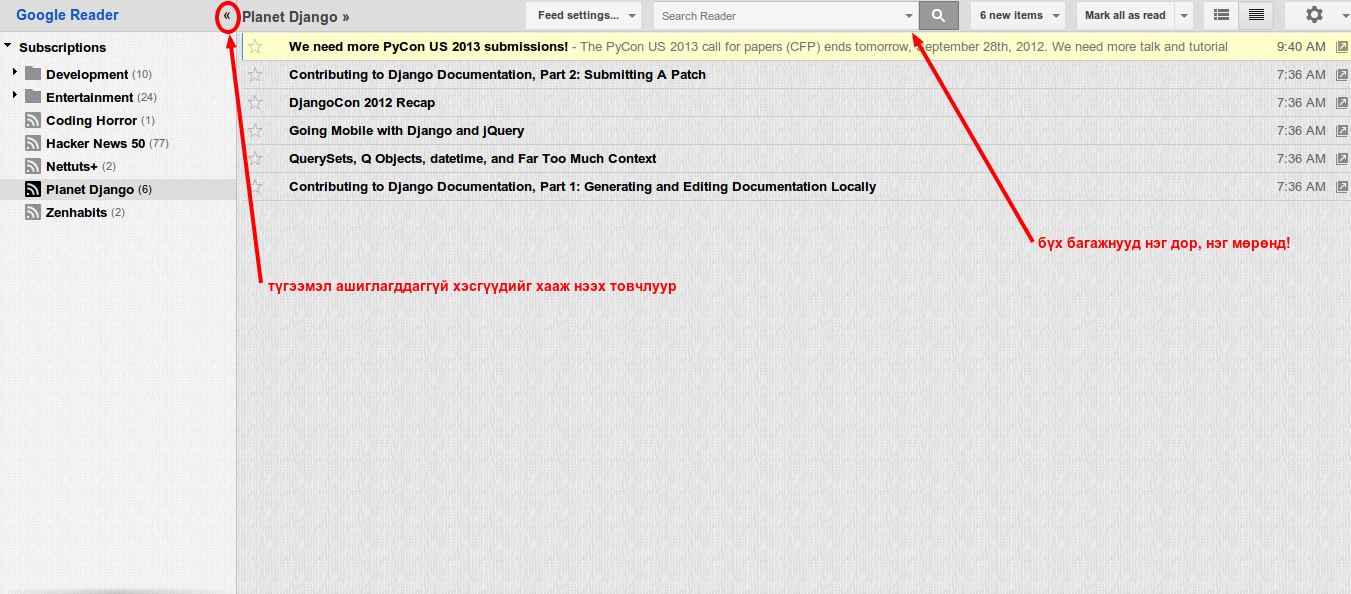 Google Reader « Planet Django » Feed settings... Search Reader 6 new items Mark all as read
Subscriptions
Development (10)
Entertainment (24)
Coding Horror (1)
Hacker News 50 (77)
Nettuts+ (2)
Planet Django (6)
Zenhabits (2)
We need more PyCon US 2013 submissions! - The PyCon US 2013 call for papers (CFP) ends tomorrow, September 28th, 2012. We need more talk and tutorial 9:40 AM
Contributing to Django Documentation, Part 2: Submitting A Patch 7:36 AM
DjangoCon 2012 Recap 7:36 AM
Going Mobile with Django and jQuery 7:36 AM
QuerySets, Q Objects, datetime, and Far Too Much Context 7:36 AM
Contributing to Django Documentation, Part 1: Generating and Editing Documentation Locally 7:36 AM
бүх багажнууд нэг дор, нэг мөрөнд!
түгээмэл ашиглагддаггүй хэсгүүдийг хааж нээх товчлуур